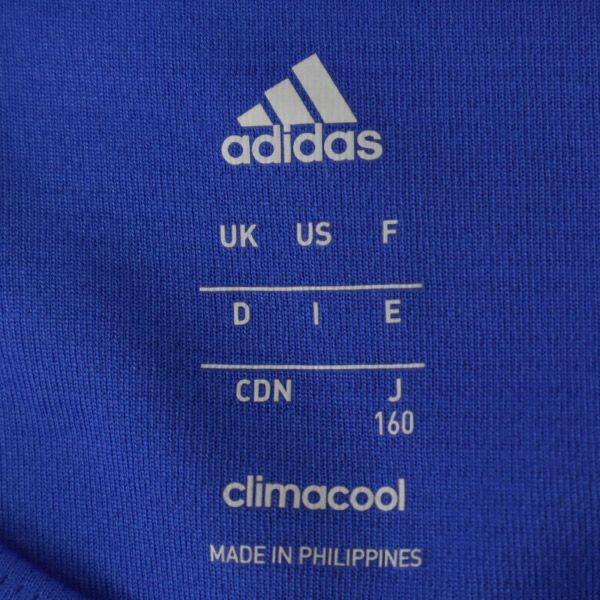 adidas
UK US F
D I E
CDN J
160
climacool
MADE IN PHILIPPINES